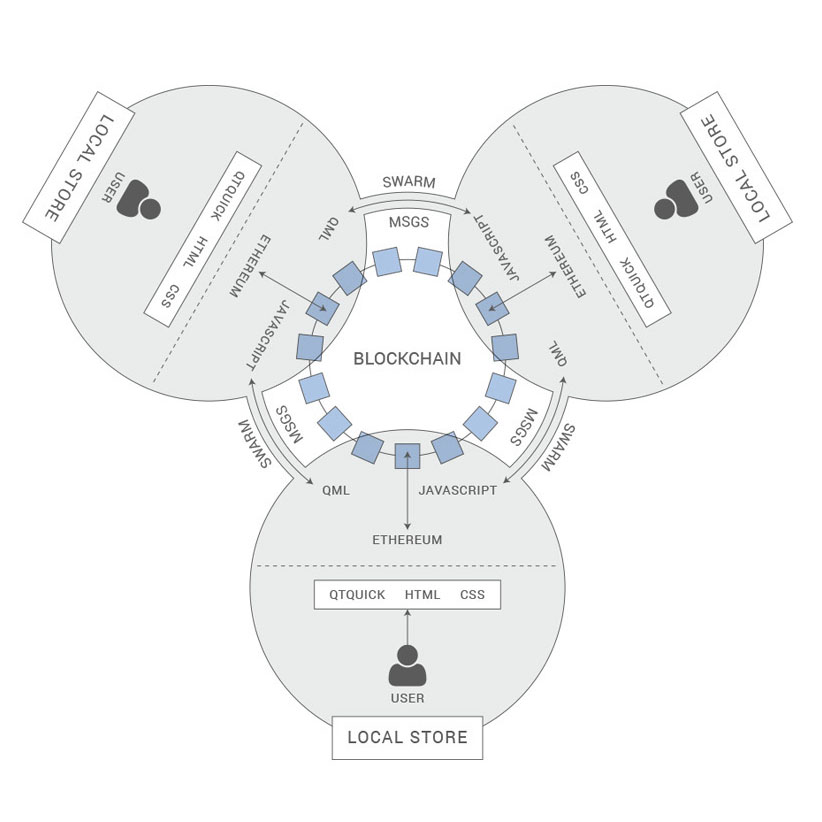 LOCAL STORE
USER
QTQUICK HTML CSS
ETHEREUM
QML
JAVASCRIPT
SWARM
MSGS
LOCAL STORE
USER
CSS HTML QTQUICK
ETHEREUM
JAVASCRIPT
QML
BLOCKCHAIN
MSGS
SWARM
MSGS
SWARM
QML
JAVASCRIPT
ETHEREUM
QTQUICK HTML CSS
USER
LOCAL STORE